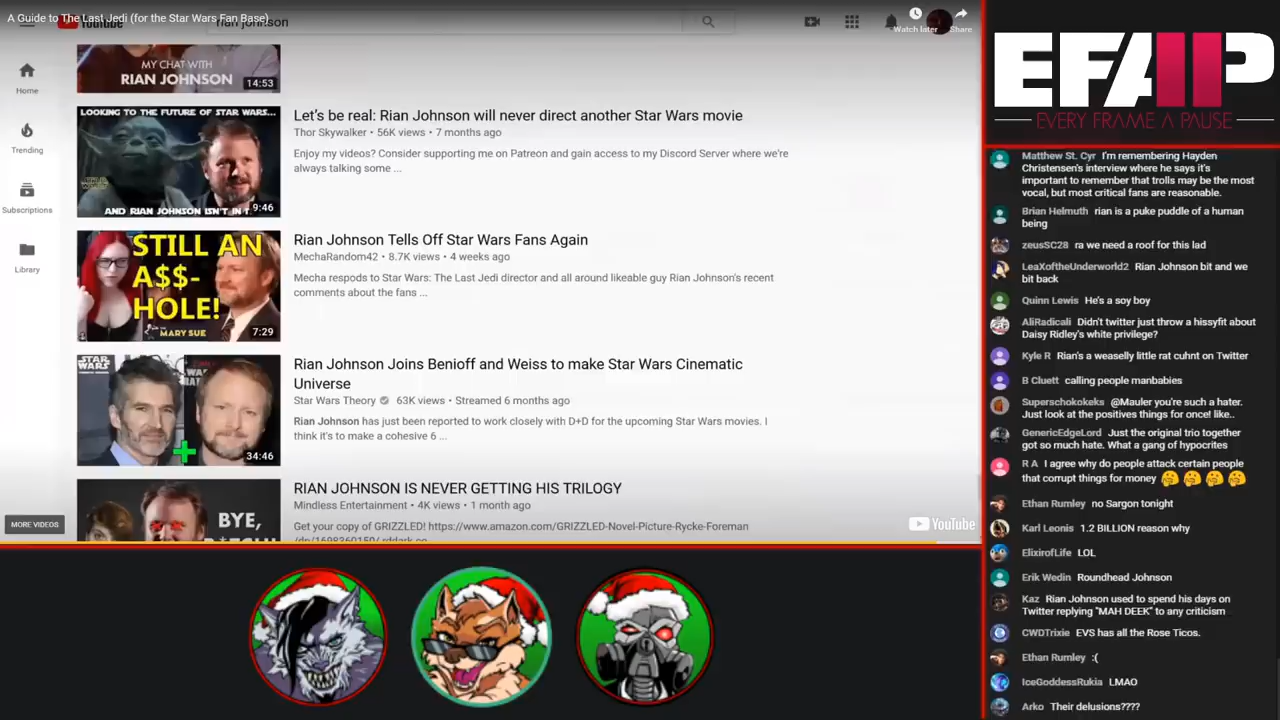 A Guide to The Last Jedi (for the Star Wars Fan Base)
YouTube
rian johnson
Watch later
Share
Home
Trending
Subscriptions
Library
MY CHAT WITH
RIAN JOHNSON
14:53
LOOKING TO THE FUTURE OF STAR WARS...
AND RIAN JOHNSON ISN'T IN IT
9:46
Let's be real: Rian Johnson will never direct another Star Wars movie
Thor Skywalker • 56K views • 7 months ago
Enjoy my videos? Consider supporting me on Patreon and gain access to my Discord Server where we're
always talking some ...
STILL AN
A$$-
HOLE!
THE MARY SUE
7:29
Rian Johnson Tells Off Star Wars Fans Again
MechaRandom42 • 8.7K views • 4 weeks ago
Mecha respods to Star Wars: The Last Jedi director and all around likeable guy Rian Johnson's recent
comments about the fans ...
STAR WARS
34:46
Rian Johnson Joins Benioff and Weiss to make Star Wars Cinematic
Universe
Star Wars Theory 63K views • Streamed 6 months ago
Rian Johnson has just been reported to work closely with D+D for the upcoming Star Wars movies. I
think it's to make a cohesive 6 ...
BYE,
RIAN JOHNSON IS NEVER GETTING HIS TRILOGY
Mindless Entertainment • 4K views • 1 month ago
Get your copy of GRIZZLED! https://www.amazon.com/GRIZZLED-Novel-Picture-Rycke-Foreman
MORE VIDEOS
YouTube
EFAP
EVERY FRAME A PAUSE
Matthew St. Cyr I'm remembering Hayden
Christensen's interview where he says it's
important to remember that trolls may be the most
vocal, but most critical fans are reasonable.
Brian Helmuth rian is a puke puddle of a human
being
zeusSC28 ra we need a roof for this lad
LeaXoftheUnderworld2 Rian Johnson bit and we
bit back
Quinn Lewis He's a soy boy
AliRadicali Didn't twitter just throw a hissyfit about
Daisy Ridley's white privilege?
Kyle R Rian's a weaselly little rat cuhnt on Twitter
B Cluett calling people manbabies
Superschokokeks @Mauler you're such a hater.
Just look at the positives things for once! like..
GenericEdgeLord Just the original trio together
got so much hate. What a gang of hypocrites
R A I agree why do people attack certain people
that corrupt things for money 🤔🤔🤔🤔
Ethan Rumley no Sargon tonight
Karl Leonis 1.2 BILLION reason why
ElixirofLife LOL
Erik Wedin Roundhead Johnson
Kaz Rian Johnson used to spend his days on
Twitter replying "MAH DEEK" to any criticism
CWDTrixie EVS has all the Rose Ticos.
Ethan Rumley :(
IceGoddessRukia LMAO
Arko Their delusions????